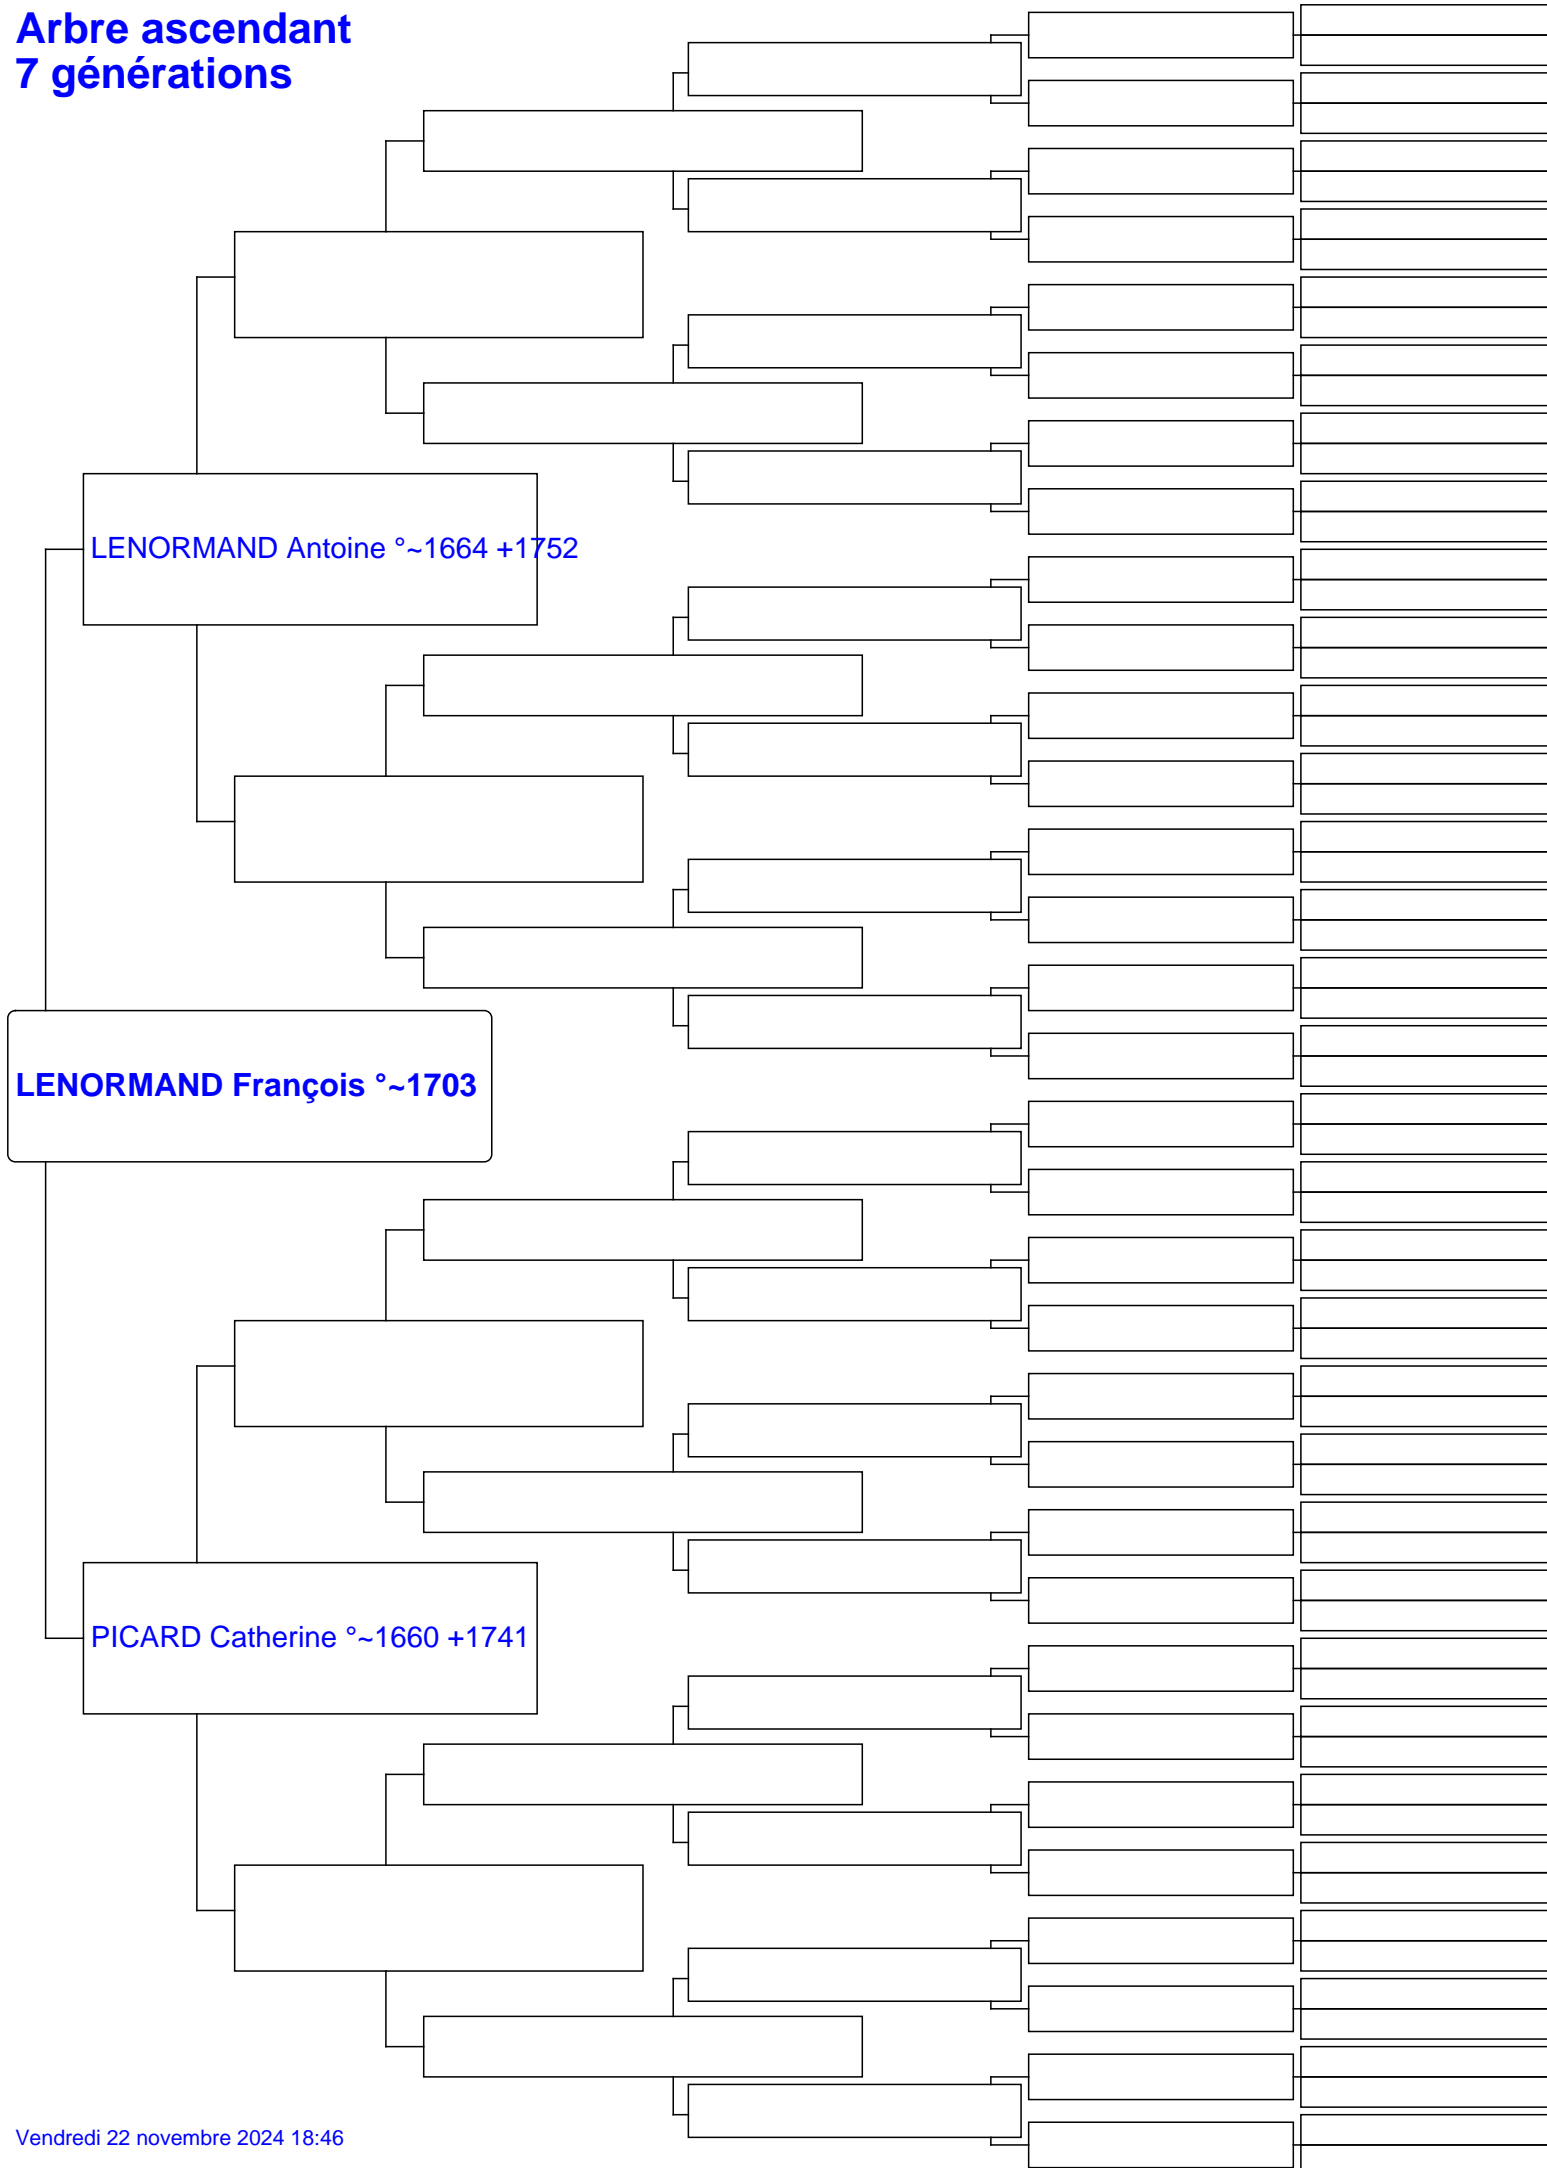 Arbre ascendant
7 générations
LENORMAND Antoine °~1664 +1752
LENORMAND François °~1703
PICARD Catherine °~1660 +1741
Vendredi 22 novembre 2024 18:46